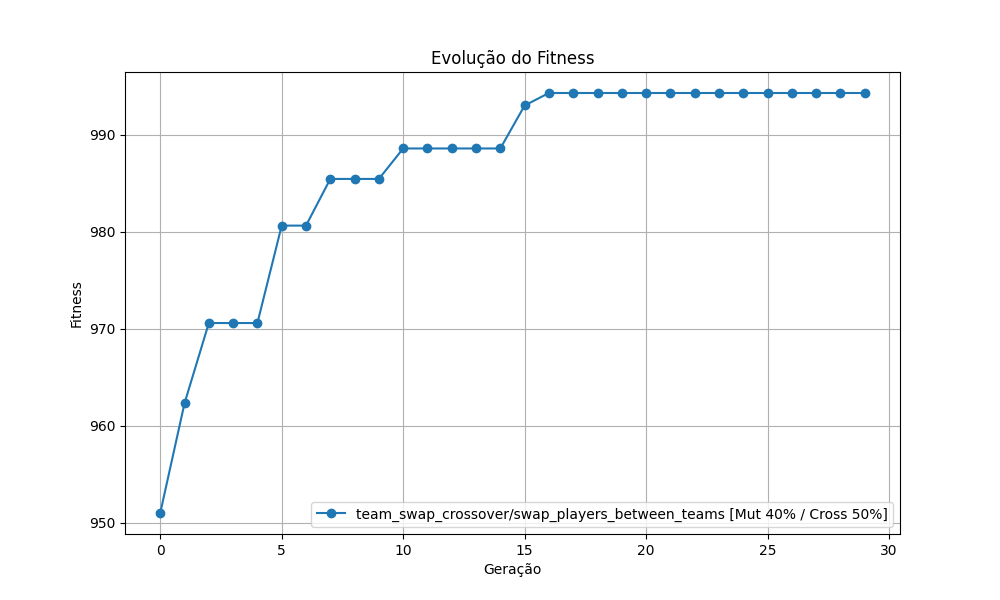 Evolução do Fitness
Fitness
990
980
970
960
950
0 5 10 15 20 25 30
Geração
team_swap_crossover/swap_players_between_teams [Mut 40% / Cross 50%]